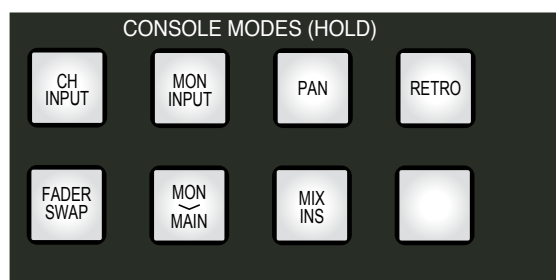 CONSOLE MODES (HOLD)
CH
INPUT
MON
INPUT
PAN
RETRO
FADER
SWAP
MON
MAIN
MIX
INS